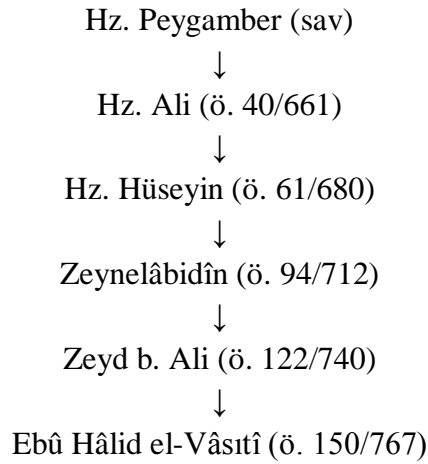 Hz. Peygamber (sav)
↓
Hz. Ali (ö. 40/661)
↓
Hz. Hüseyin (ö. 61/680)
↓
Zeynelâbidîn (ö. 94/712)
↓
Zeyd b. Ali (ö. 122/740)
↓
Ebû Hâlid el-Vâsıtî (ö. 150/767)